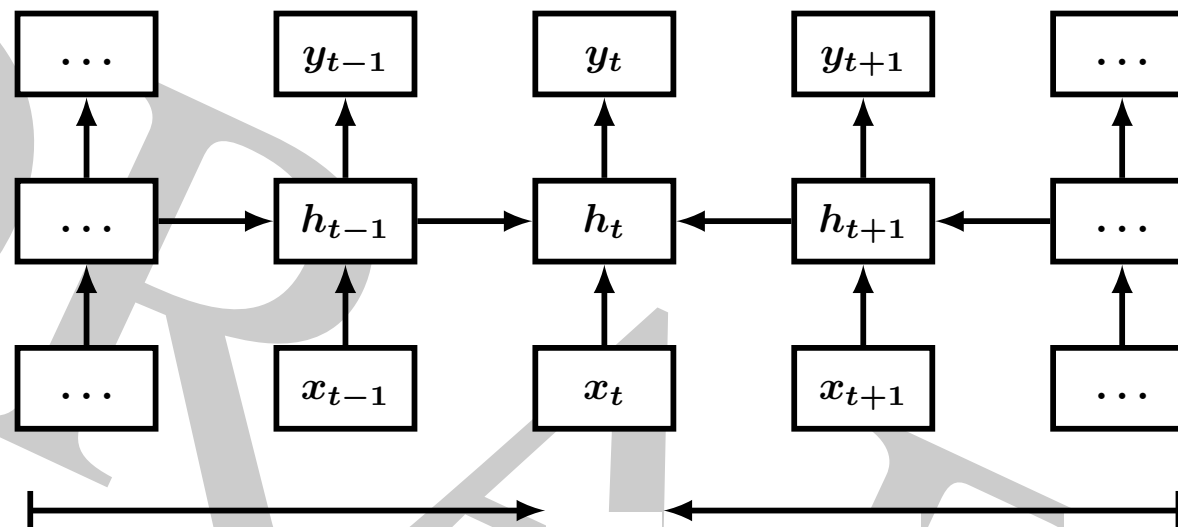 ... y_{t-1} y_t y_{t+1} ...
... h_{t-1} h_t h_{t+1} ...
... x_{t-1} x_t x_{t+1} ...